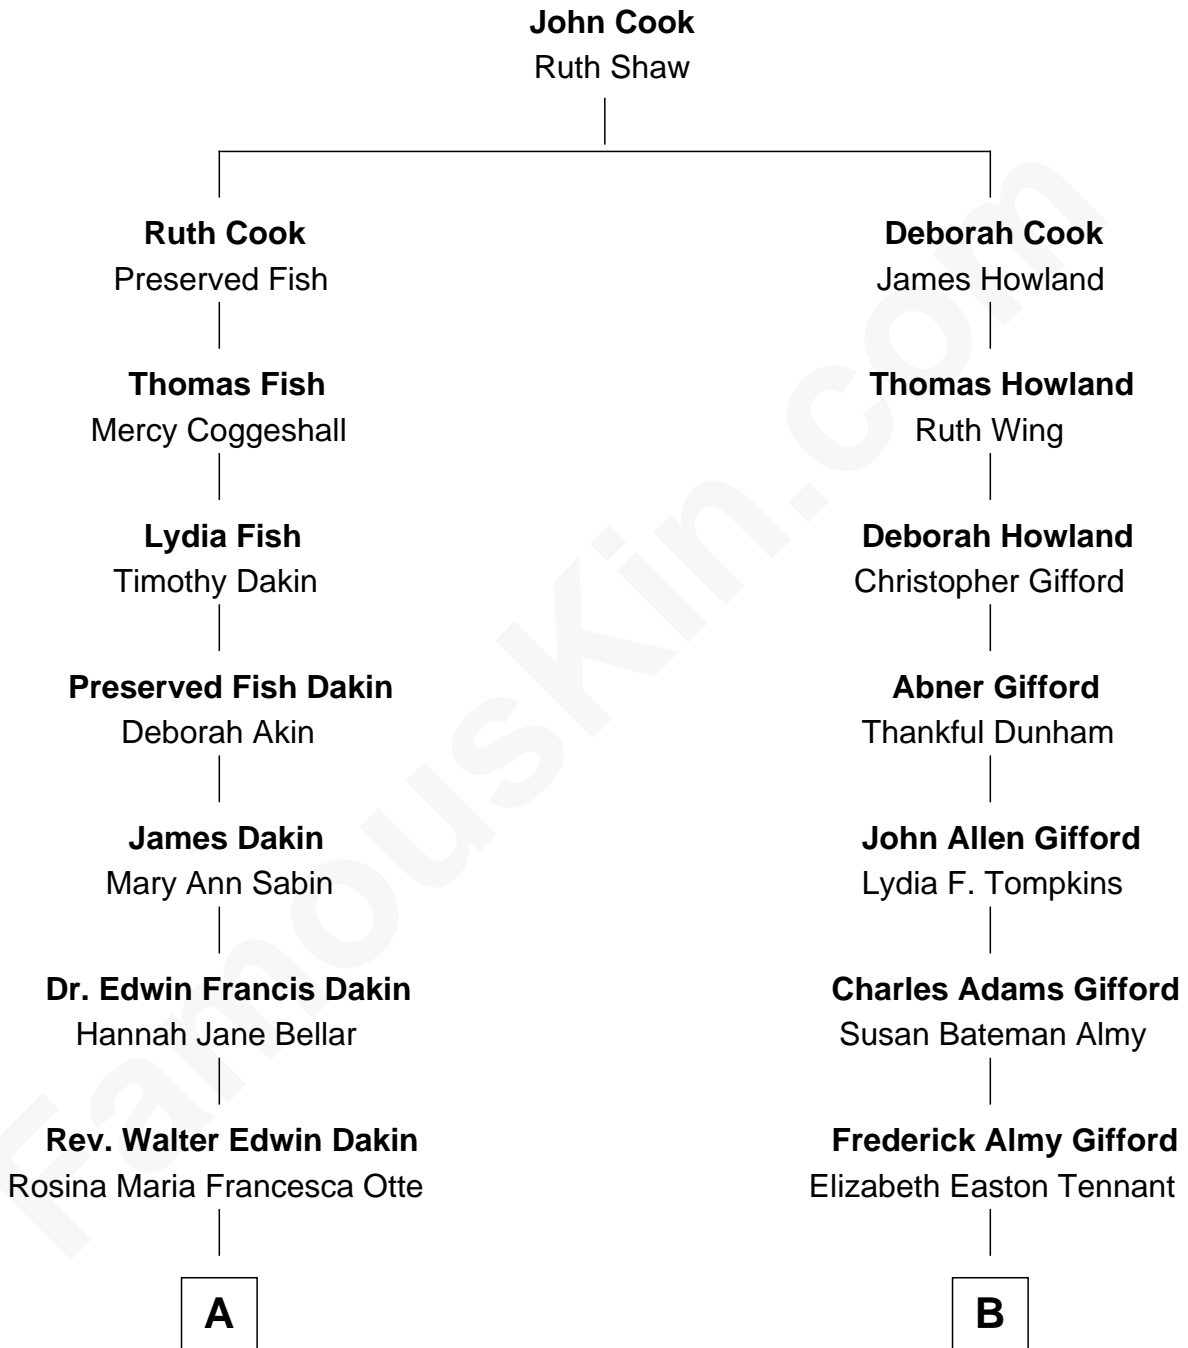 John Cook
Ruth Shaw
Ruth Cook
Preserved Fish
Deborah Cook
James Howland
Thomas Fish
Mercy Coggeshall
Thomas Howland
Ruth Wing
Lydia Fish
Timothy Dakin
Deborah Howland
Christopher Gifford
Preserved Fish Dakin
Deborah Akin
Abner Gifford
Thankful Dunham
James Dakin
Mary Ann Sabin
John Allen Gifford
Lydia F. Tompkins
Dr. Edwin Francis Dakin
Hannah Jane Bellar
Charles Adams Gifford
Susan Bateman Almy
Rev. Walter Edwin Dakin
Rosina Maria Francesca Otte
Frederick Almy Gifford
Elizabeth Easton Tennant
A
B
FamousKin.com